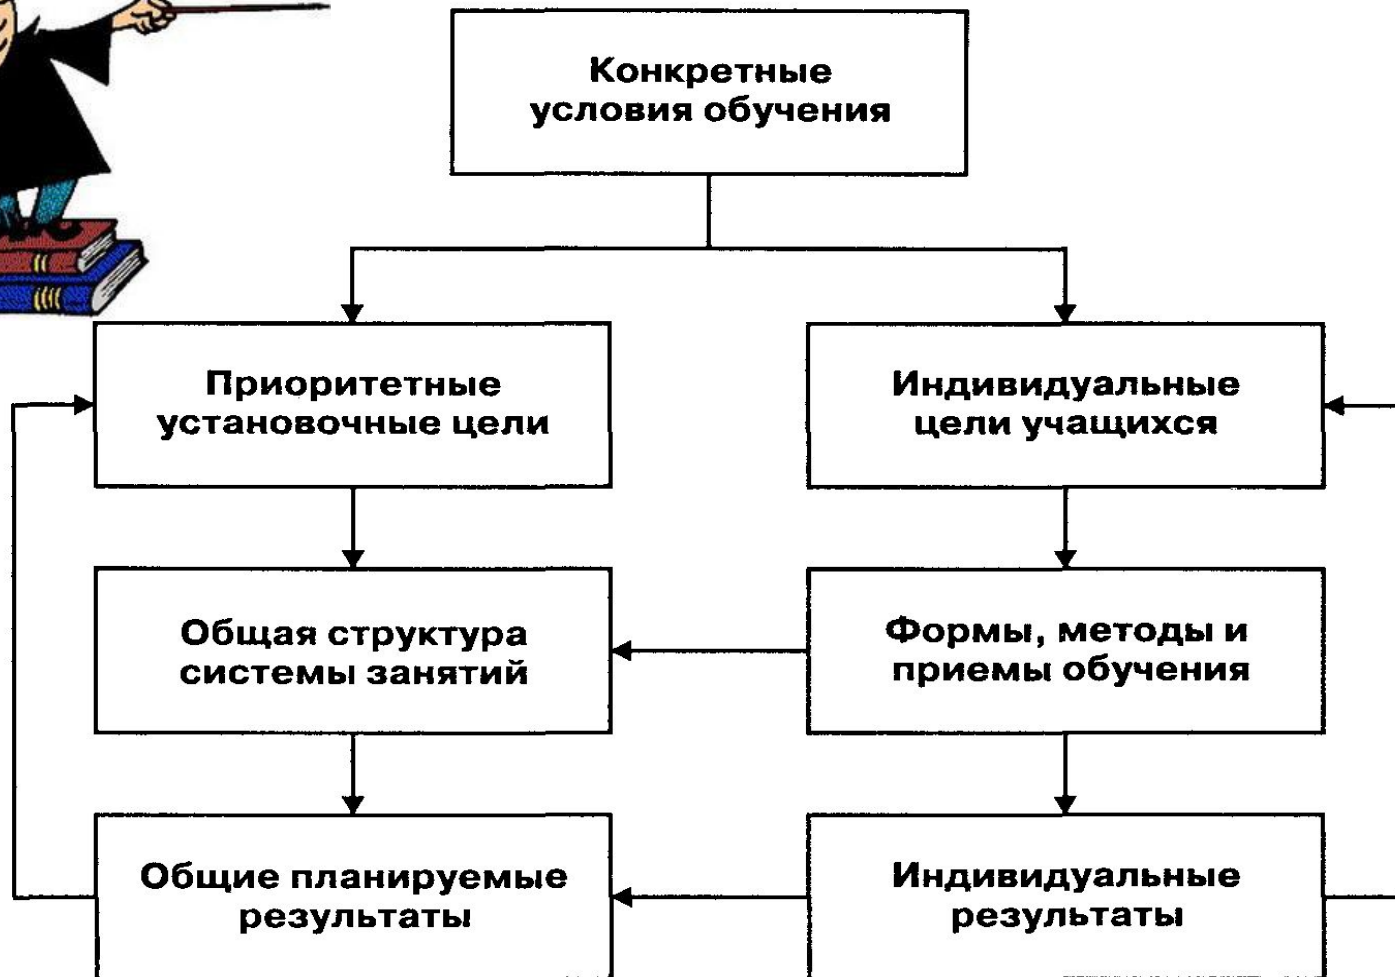 Конкретные
условия обучения
Приоритетные
установочные цели
Индивидуальные
цели учащихся
Общая структура
системы занятий
Формы, методы и
приемы обучения
Общие планируемые
результаты
Индивидуальные
результаты